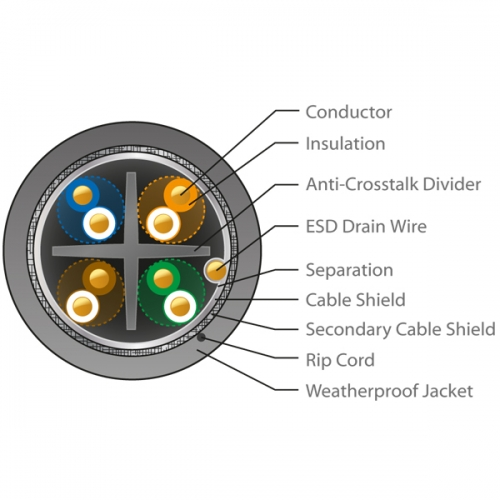 Conductor
Insulation
Anti-Crosstalk Divider
ESD Drain Wire
Separation
Cable Shield
Secondary Cable Shield
Rip Cord
Weatherproof Jacket